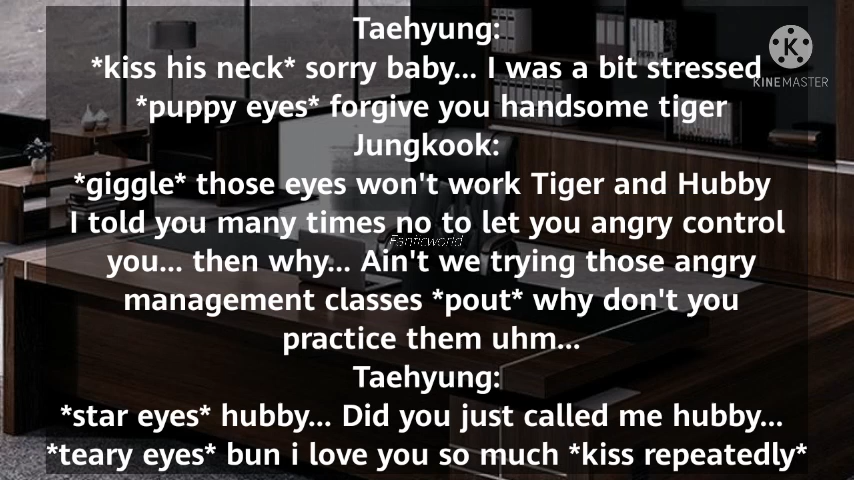 Taehyung:
*kiss his neck* sorry baby... I was a bit stressed
KINEMASTER
*puppy eyes* forgive you handsome tiger
Jungkook:
*giggle* those eyes won't work Tiger and Hubby
I told you many times no to let you angry control
Fanficworld
you... then why... Ain't we trying those angry
management classes *pout* why don't you
practice them uhm...
Taehyung:
*star eyes* hubby... Did you just called me hubby...
*teary eyes* bun i love you so much *kiss repeatedly*